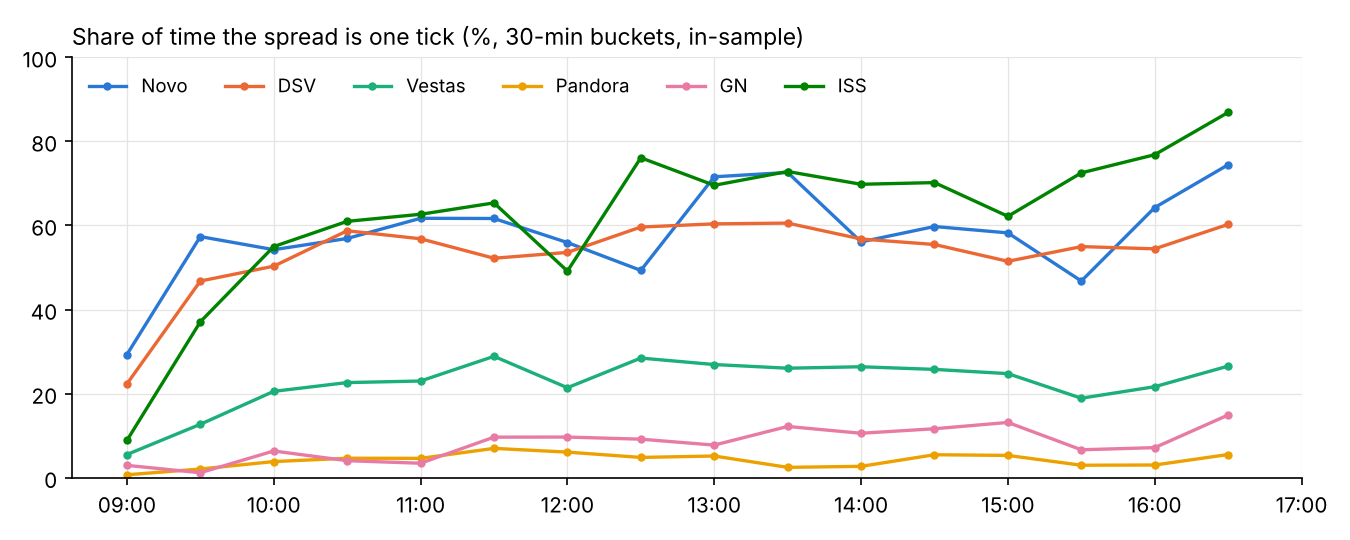 Share of time the spread is one tick (%, 30-min buckets, in-sample)
Novo DSV Vestas Pandora GN ISS
100
80
60
40
20
0
09:00 10:00 11:00 12:00 13:00 14:00 15:00 16:00 17:00